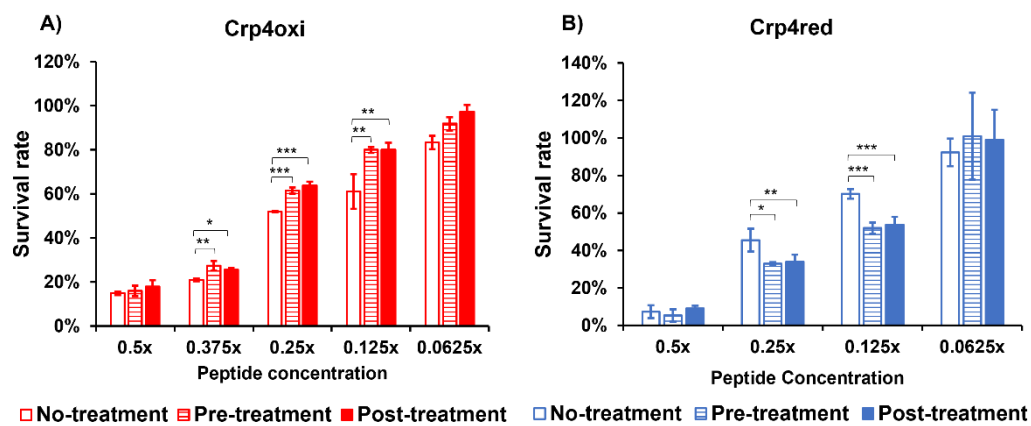 A)
Crp4oxi
Survival rate
120%
100%
80%
60%
40%
20%
0%
**
*
***
***
**
**
0.5x 0.375x 0.25x 0.125x 0.0625x
Peptide concentration
No-treatment Pre-treatment Post-treatment
B)
Crp4red
Survival rate
140%
120%
100%
80%
60%
40%
20%
0%
*
**
***
***
0.5x 0.25x 0.125x 0.0625x
Peptide Concentration
No-treatment Pre-treatment Post-treatment